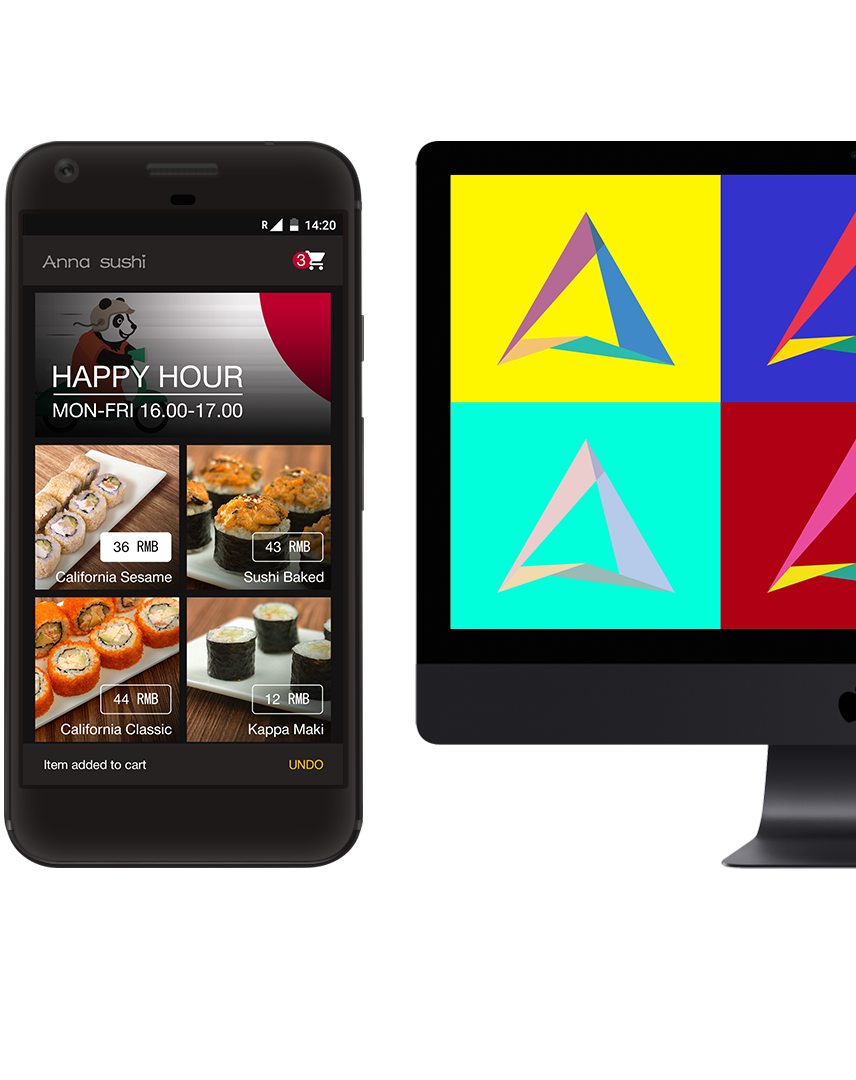 R 14:20
Anna sushi
3
HAPPY HOUR
MON-FRI 16.00-17.00
36 RMB
California Sesame
43 RMB
Sushi Baked
44 RMB
California Classic
12 RMB
Kappa Maki
Item added to cart
UNDO